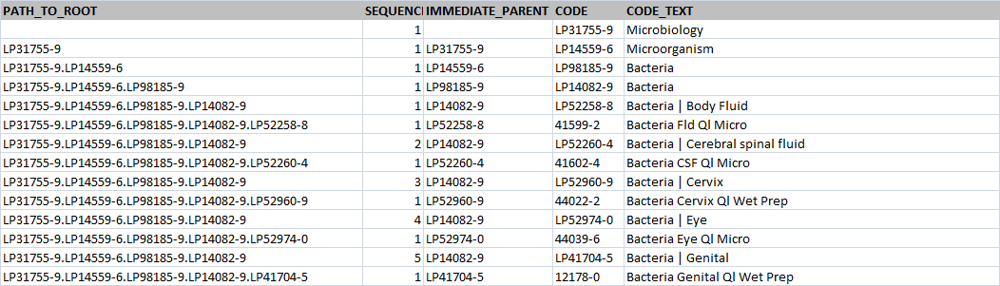 PATH_TO_ROOT SEQUENC IMMEDIATE_PARENT CODE CODE_TEXT
1 LP31755-9 Microbiology
LP31755-9 1 LP31755-9 LP14559-6 Microorganism
LP31755-9.LP14559-6 1 LP14559-6 LP98185-9 Bacteria
LP31755-9.LP14559-6.LP98185-9 1 LP98185-9 LP14082-9 Bacteria
LP31755-9.LP14559-6.LP98185-9.LP14082-9 1 LP14082-9 LP52258-8 Bacteria | Body Fluid
LP31755-9.LP14559-6.LP98185-9.LP14082-9.LP52258-8 1 LP52258-8 41599-2 Bacteria Fld Ql Micro
LP31755-9.LP14559-6.LP98185-9.LP14082-9 2 LP14082-9 LP52260-4 Bacteria | Cerebral spinal fluid
LP31755-9.LP14559-6.LP98185-9.LP14082-9.LP52260-4 1 LP52260-4 41602-4 Bacteria CSF Ql Micro
LP31755-9.LP14559-6.LP98185-9.LP14082-9 3 LP14082-9 LP52960-9 Bacteria | Cervix
LP31755-9.LP14559-6.LP98185-9.LP14082-9.LP52960-9 1 LP52960-9 44022-2 Bacteria Cervix Ql Wet Prep
LP31755-9.LP14559-6.LP98185-9.LP14082-9 4 LP14082-9 LP52974-0 Bacteria | Eye
LP31755-9.LP14559-6.LP98185-9.LP14082-9.LP52974-0 1 LP52974-0 44039-6 Bacteria Eye Ql Micro
LP31755-9.LP14559-6.LP98185-9.LP14082-9 5 LP14082-9 LP41704-5 Bacteria | Genital
LP31755-9.LP14559-6.LP98185-9.LP14082-9.LP41704-5 1 LP41704-5 12178-0 Bacteria Genital Ql Wet Prep